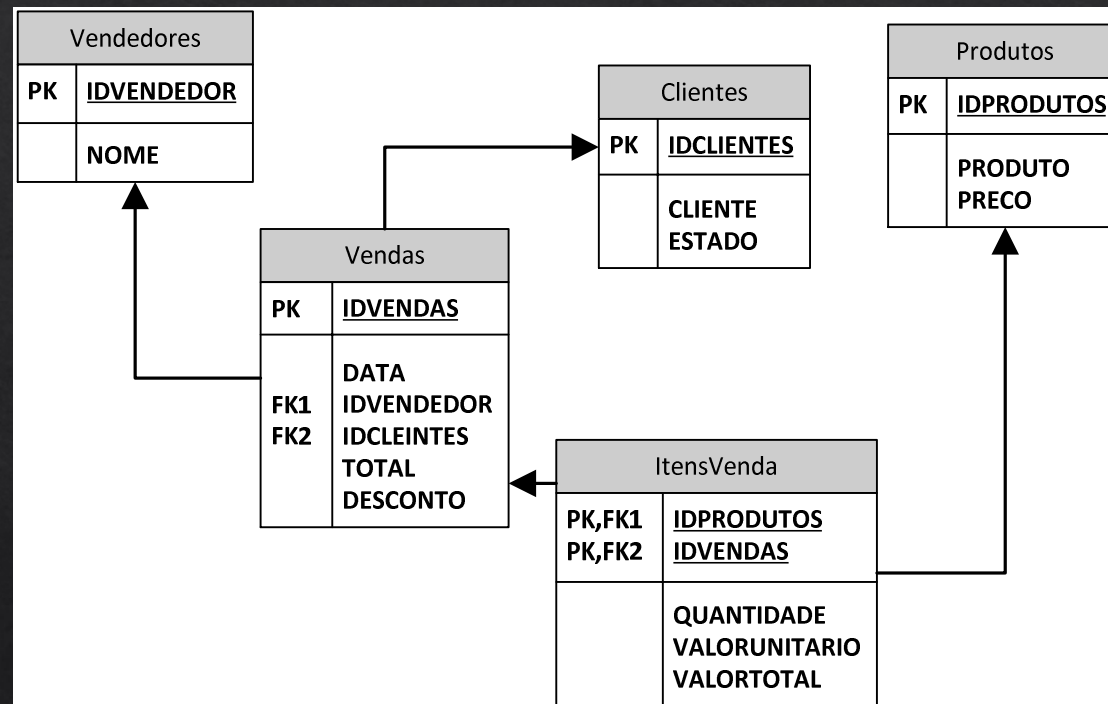 Vendedores
PK IDVENDEDOR
NOME
Clientes
PK IDCLIENTES
CLIENTE
ESTADO
Produtos
PK IDPRODUTOS
PRODUTO
PRECO
Vendas
PK IDVENDAS
DATA
FK1 IDVENDEDOR
FK2 IDCLEINTES
TOTAL
DESCONTO
ItensVenda
PK,FK1 IDPRODUTOS
PK,FK2 IDVENDAS
QUANTIDADE
VALORUNITARIO
VALORTOTAL